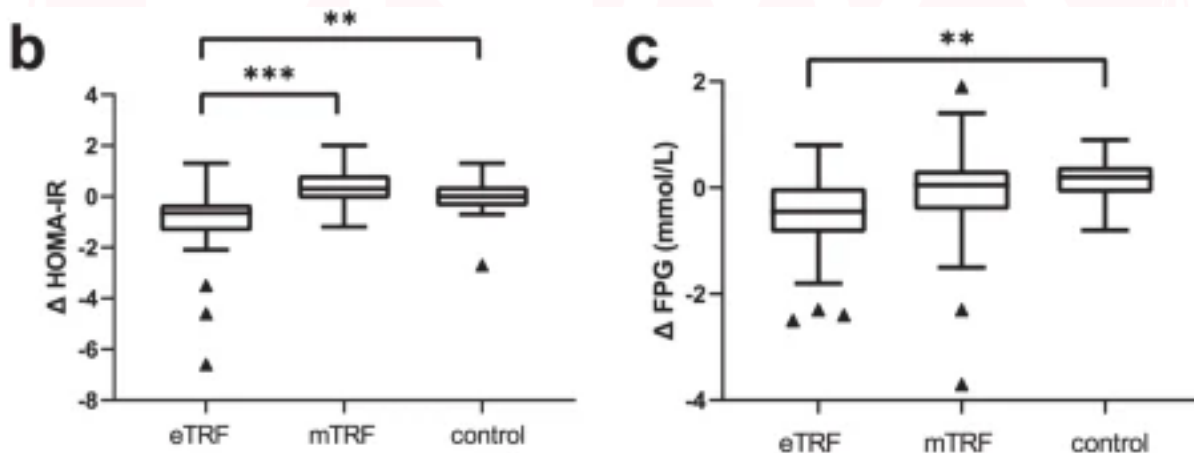 b
**
***
Δ HOMA-IR
4
2
0
-2
-4
-6
-8
eTRF mTRF control
c
**
Δ FPG (mmol/L)
2
0
-2
-4
eTRF mTRF control